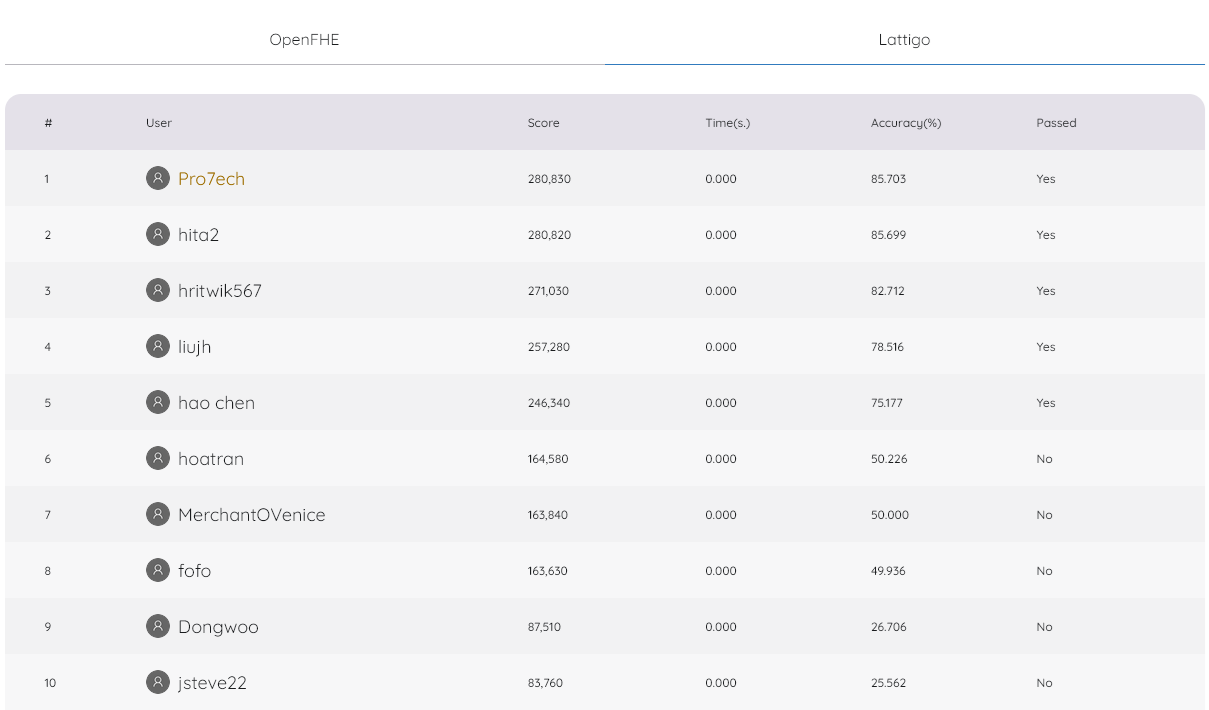 OpenFHE Lattigo
# User Score Time(s.) Accuracy(%) Passed
1 Pro7ech 280,830 0.000 85.703 Yes
2 hita2 280,820 0.000 85.699 Yes
3 hritwik567 271,030 0.000 82.712 Yes
4 liujh 257,280 0.000 78.516 Yes
5 hao chen 246,340 0.000 75.177 Yes
6 hoatran 164,580 0.000 50.226 No
7 MerchantOVenice 163,840 0.000 50.000 No
8 fofo 163,630 0.000 49.936 No
9 Dongwoo 87,510 0.000 26.706 No
10 jsteve22 83,760 0.000 25.562 No